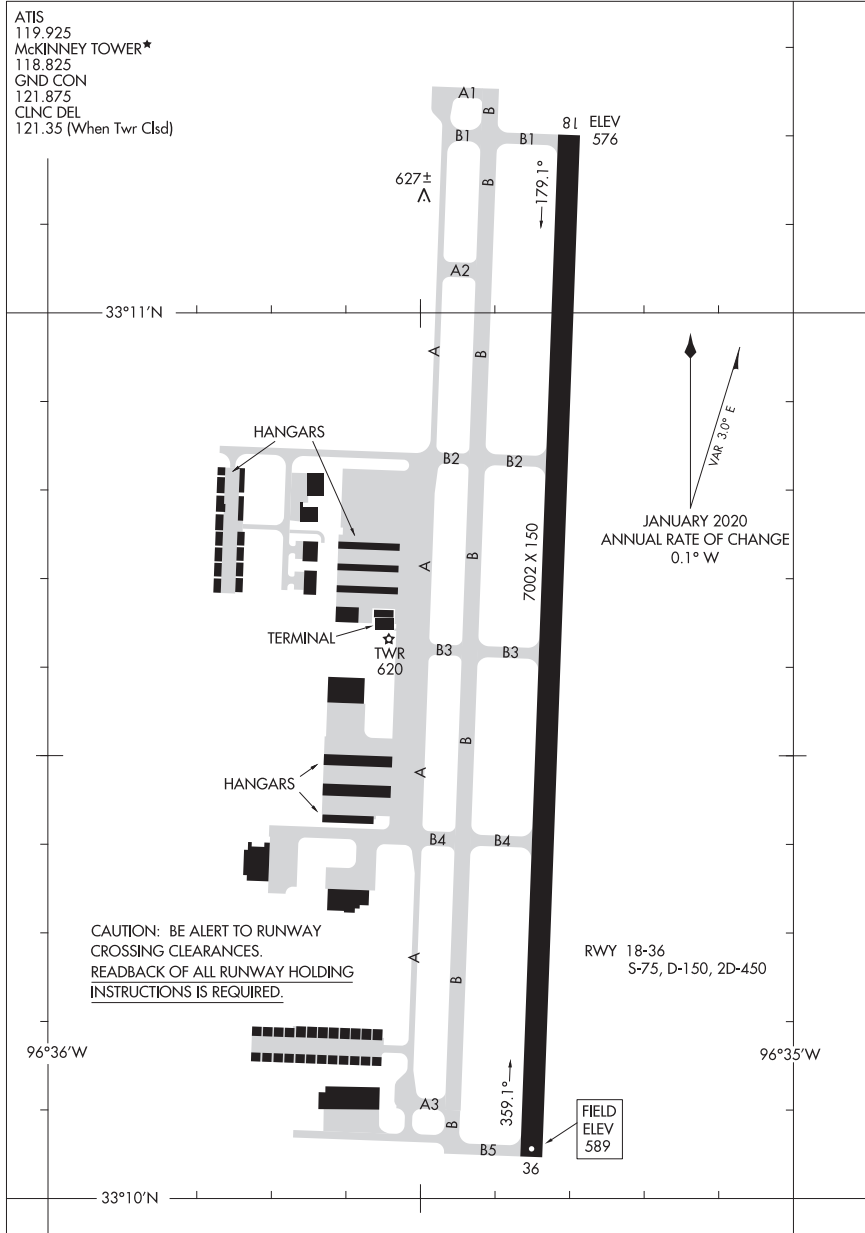 ATIS
119.925
McKINNEY TOWER★
118.825
GND CON
121.875
CLNC DEL
121.35 (When Twr Clsd)
A1
B
B1
B1
18
ELEV
576
627±
B
179.1°
A2
33°11'N
A
B
VAR 3.0° E
HANGARS
B2
B2
JANUARY 2020
ANNUAL RATE OF CHANGE
0.1° W
7002 X 150
A
B
TERMINAL
TWR
620
B3
B3
B
A
HANGARS
B4
B4
CAUTION: BE ALERT TO RUNWAY
CROSSING CLEARANCES.
READBACK OF ALL RUNWAY HOLDING
INSTRUCTIONS IS REQUIRED.
A
B
RWY 18-36
S-75, D-150, 2D-450
96°36'W
96°35'W
359.1°
A3
B
B5
FIELD
ELEV
589
36
33°10'N